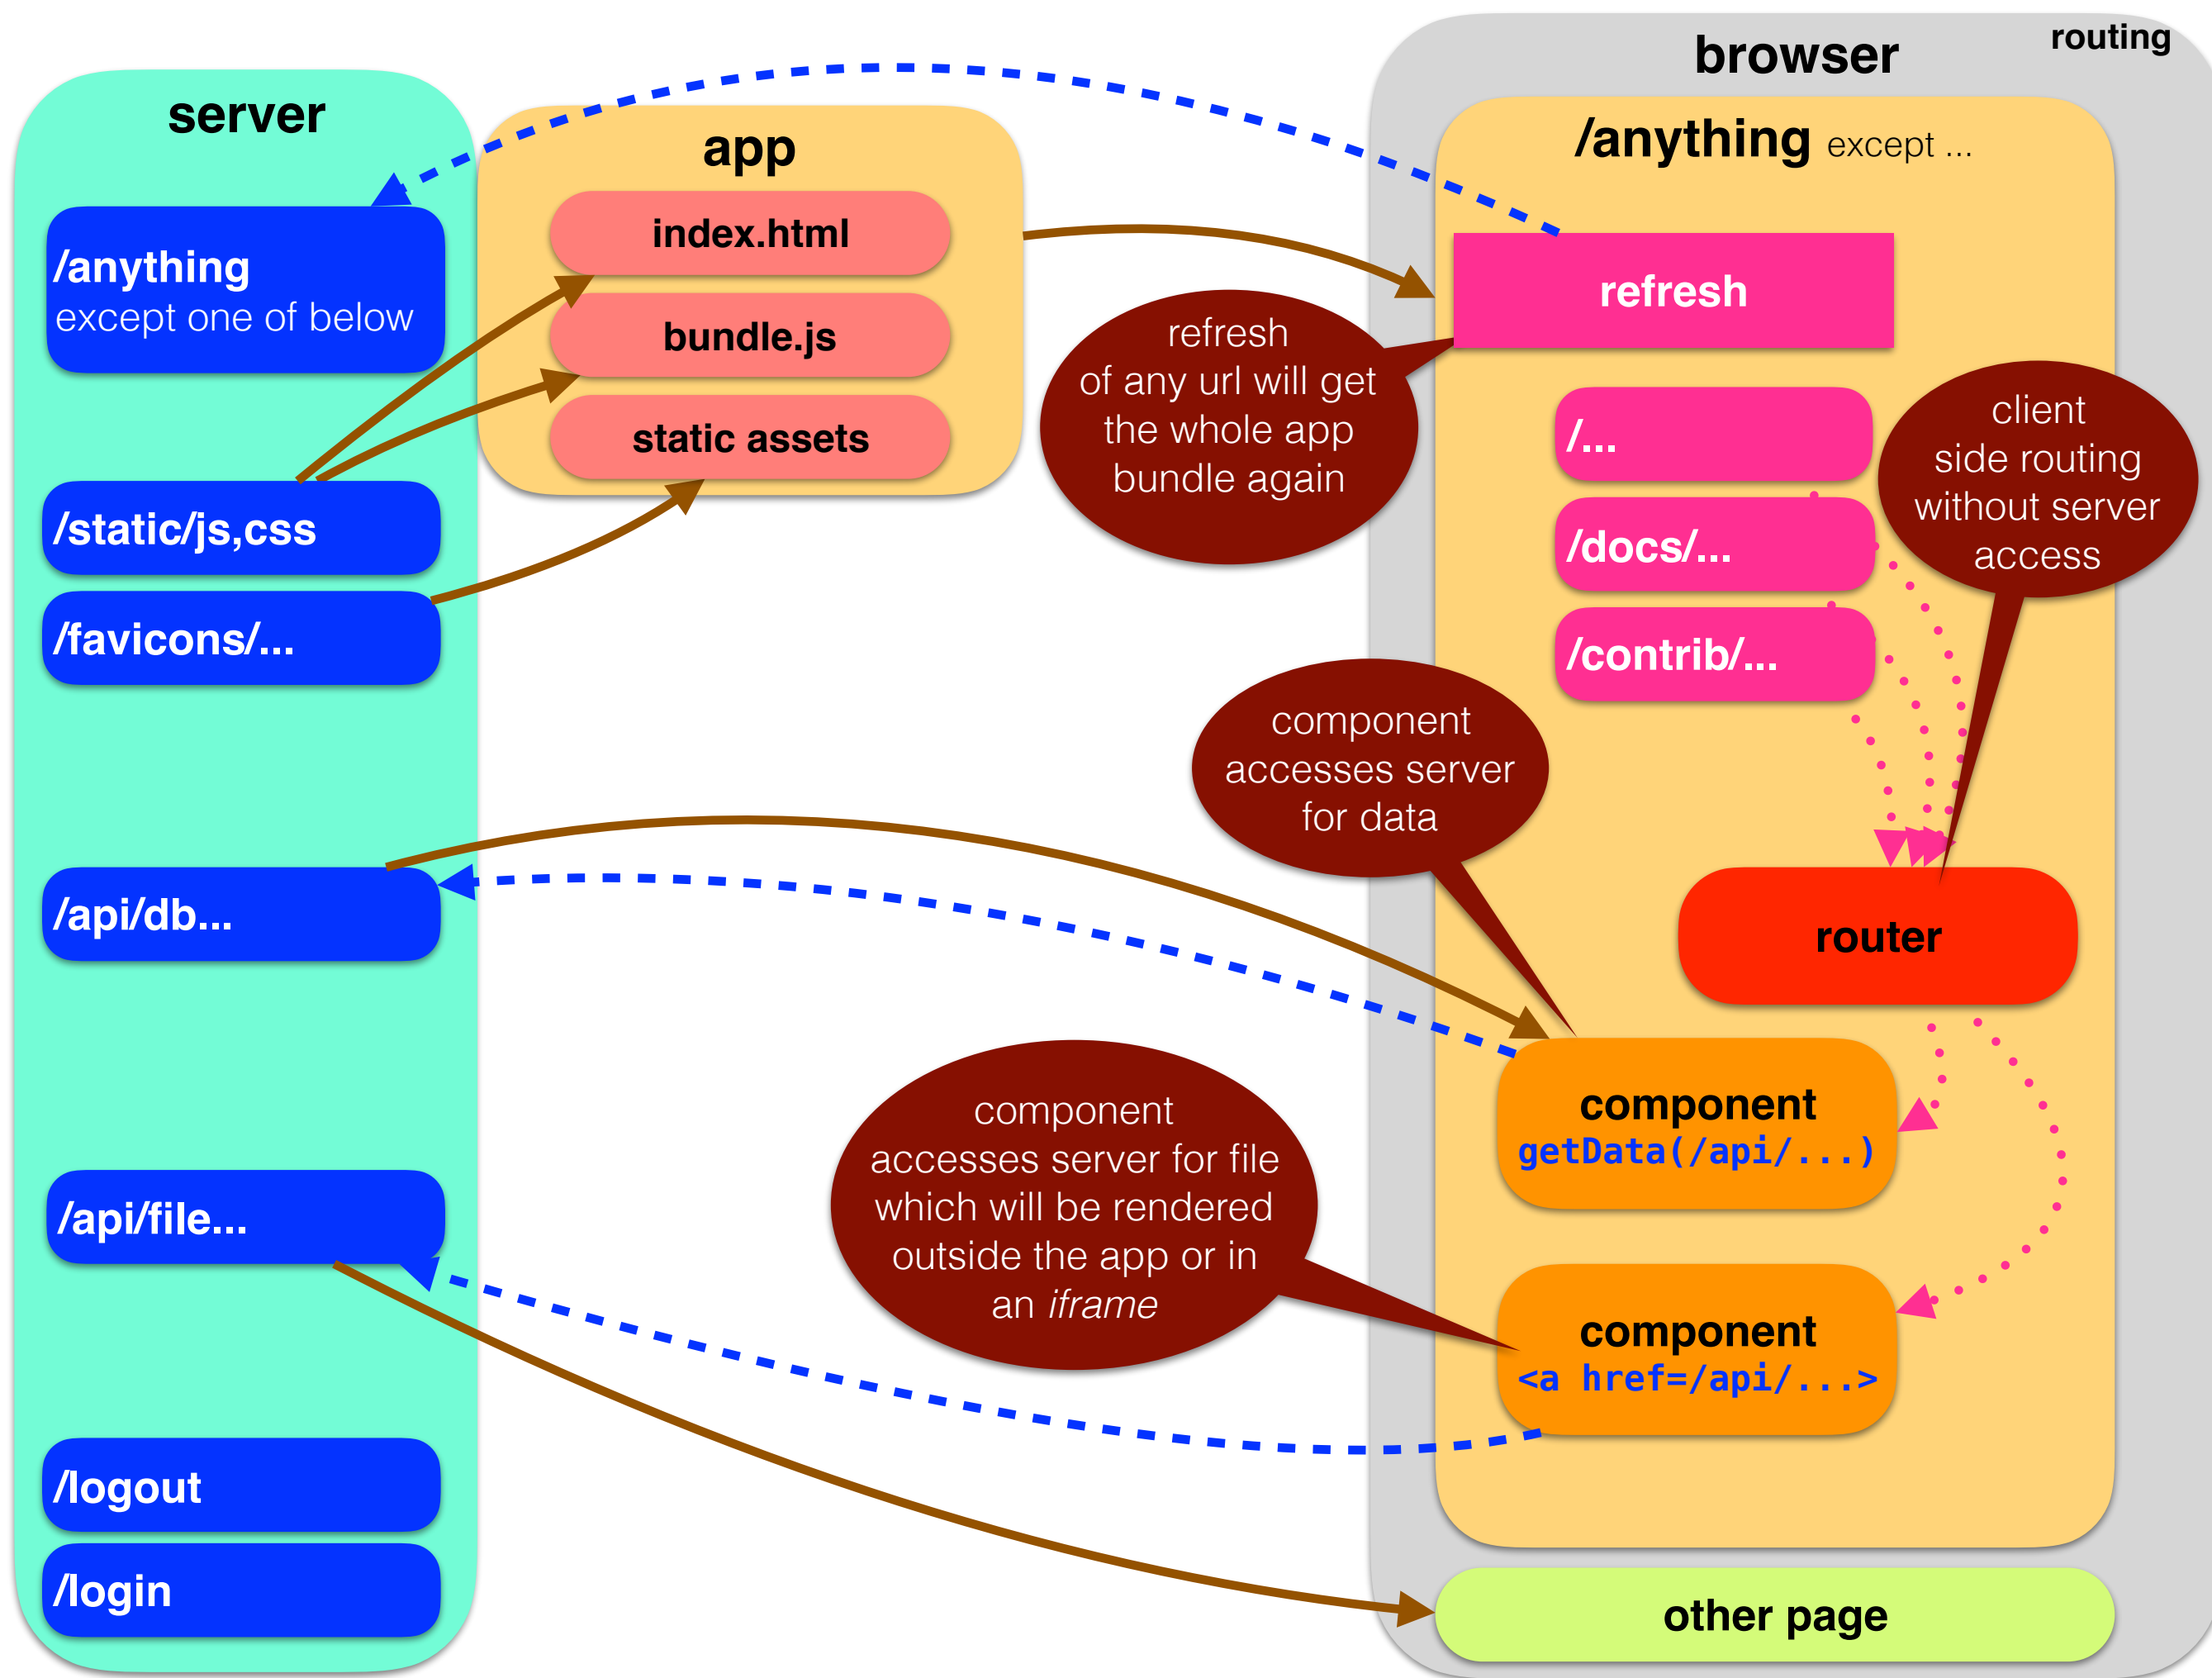 routing
server
/anything
except one of below
/static/js,css
/favicons/...
/api/db...
/api/file...
/logout
/login
app
index.html
bundle.js
static assets
browser
/anything except ...
refresh
refresh
of any url will get
the whole app
bundle again
/...
/docs/...
/contrib/...
client
side routing
without server
access
component
accesses server
for data
router
component
getData(/api/...)
component
accesses server for file
which will be rendered
outside the app or in
an iframe
component
<a href=/api/...>
other page